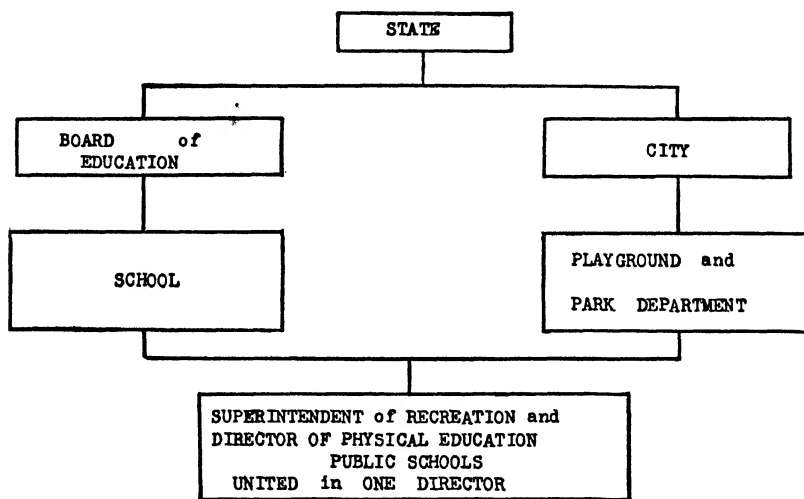 STATE
BOARD of
EDUCATION
CITY
SCHOOL
PLAYGROUND and
PARK DEPARTMENT
SUPERINTENDENT of RECREATION and
DIRECTOR OF PHYSICAL EDUCATION
PUBLIC SCHOOLS
UNITED in ONE DIRECTOR